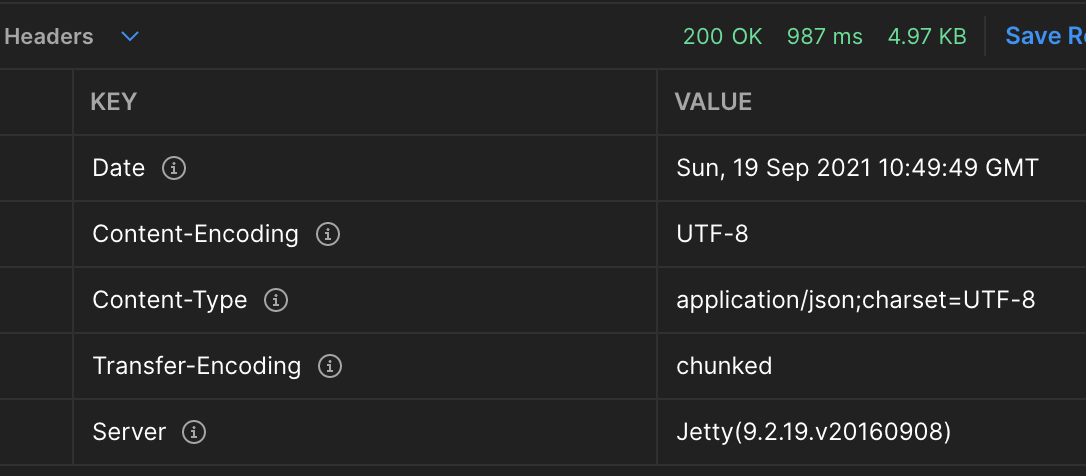 Headers 200 OK 987 ms 4.97 KB Save
KEY VALUE
Date Sun, 19 Sep 2021 10:49:49 GMT
Content-Encoding UTF-8
Content-Type application/json;charset=UTF-8
Transfer-Encoding chunked
Server Jetty(9.2.19.v20160908)